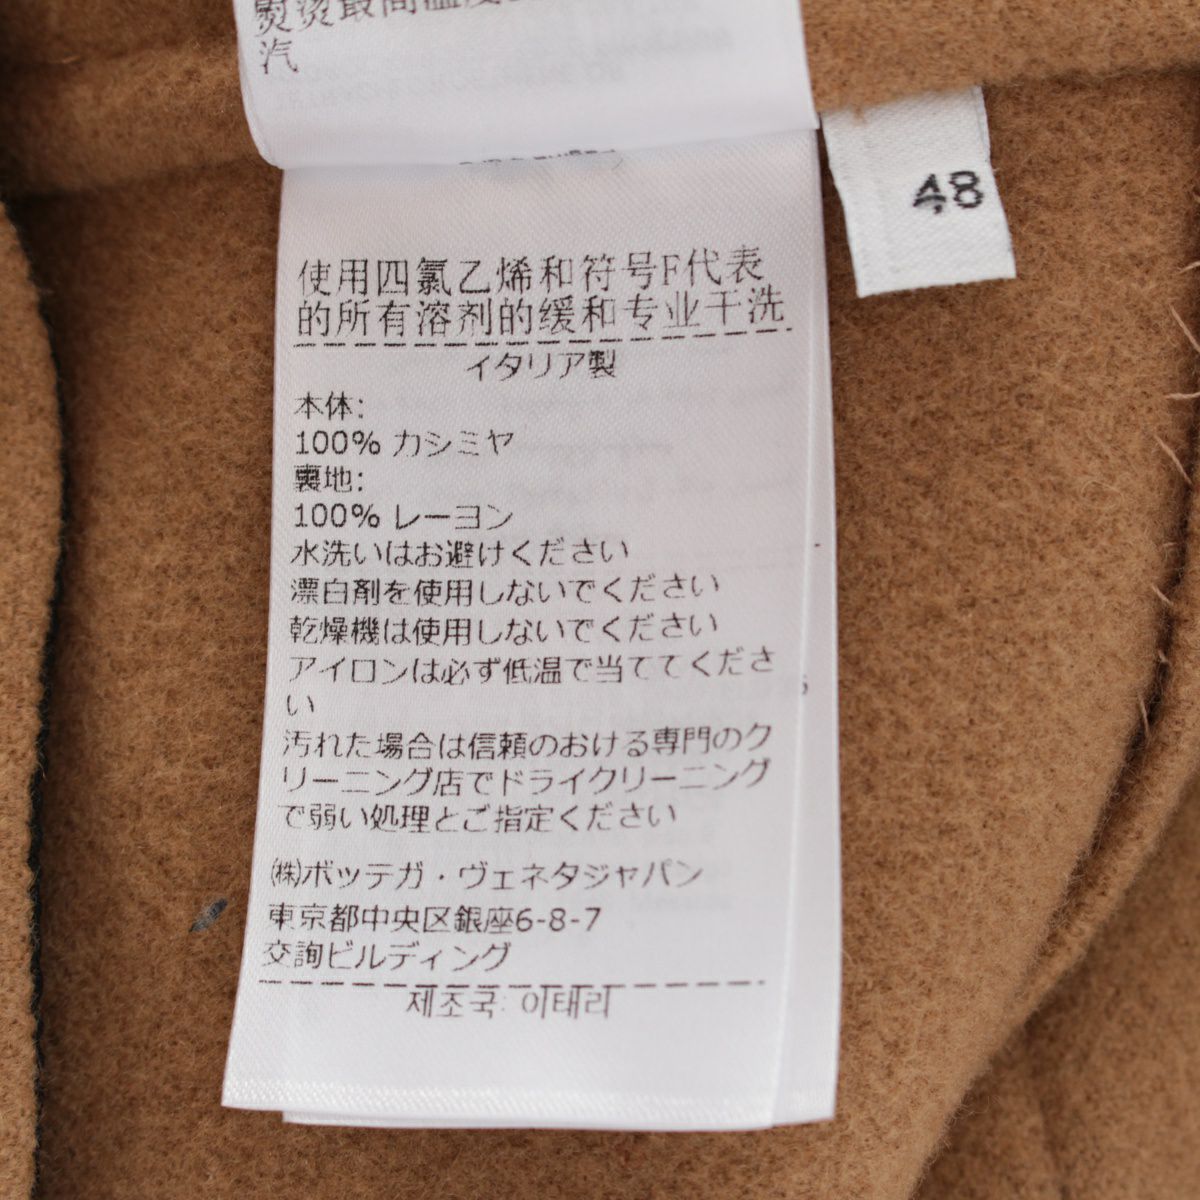 熨烫最高温度
汽
48
使用四氯乙烯和符号F代表
的所有溶剂的缓和专业干洗
イタリア製
本体:
100% カシミヤ
裏地:
100% レーヨン
水洗いはお避けください
漂白剤を使用しないでください
乾燥機は使用しないでください
アイロンは必ず低温で当ててくださ
い
汚れた場合は信頼のおける専門のク
リーニング店でドライクリーニング
で弱い処理とご指定ください
㈱ボッテガ・ヴェネタジャパン
東京都中央区銀座6-8-7
交詢ビルディング
제조국: 이태리